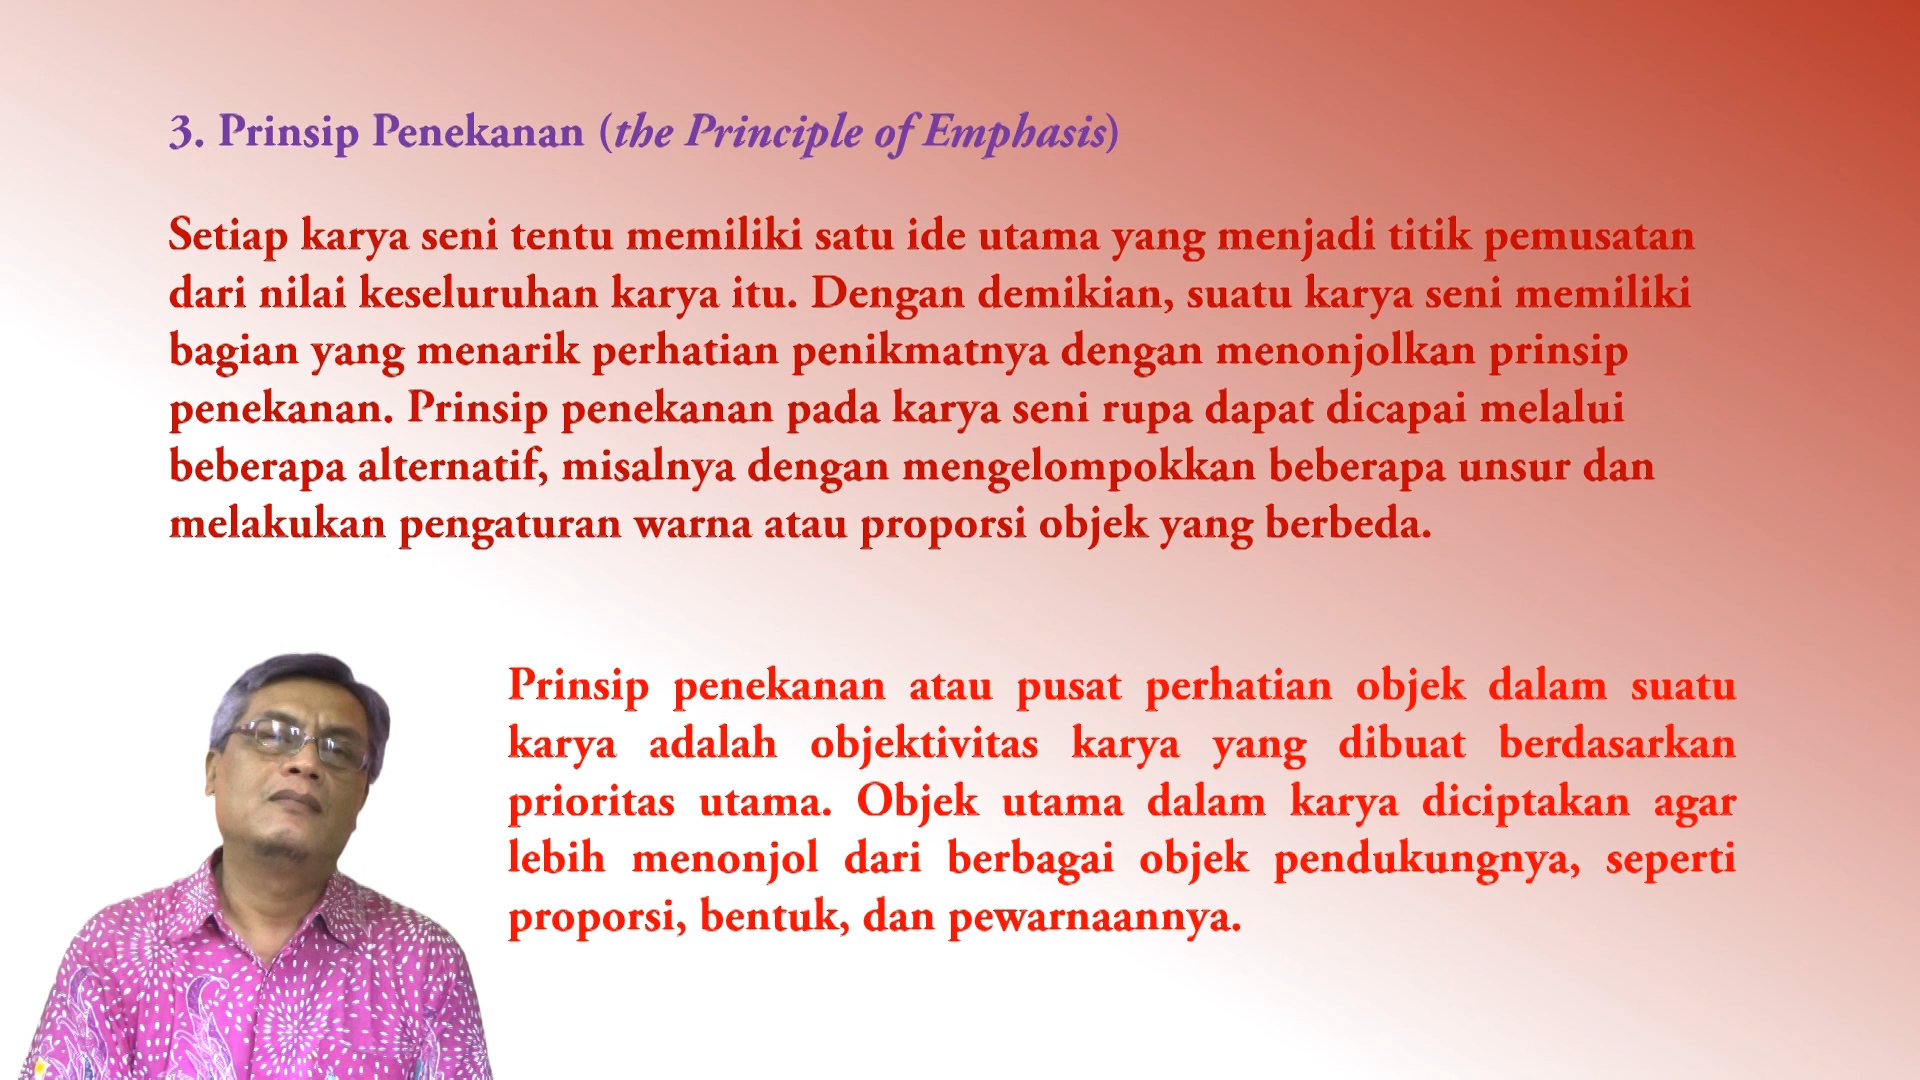 3. Prinsip Penekanan (the Principle of Emphasis)
Setiap karya seni tentu memiliki satu ide utama yang menjadi titik pemusatan
dari nilai keseluruhan karya itu. Dengan demikian, suatu karya seni memiliki
bagian yang menarik perhatian penikmatnya dengan menonjolkan prinsip
penekanan. Prinsip penekanan pada karya seni rupa dapat dicapai melalui
beberapa alternatif, misalnya dengan mengelompokkan beberapa unsur dan
melakukan pengaturan warna atau proporsi objek yang berbeda.
Prinsip penekanan atau pusat perhatian objek dalam suatu
karya adalah objektivitas karya yang dibuat berdasarkan
prioritas utama. Objek utama dalam karya diciptakan agar
lebih menonjol dari berbagai objek pendukungnya, seperti
proporsi, bentuk, dan pewarnaannya.